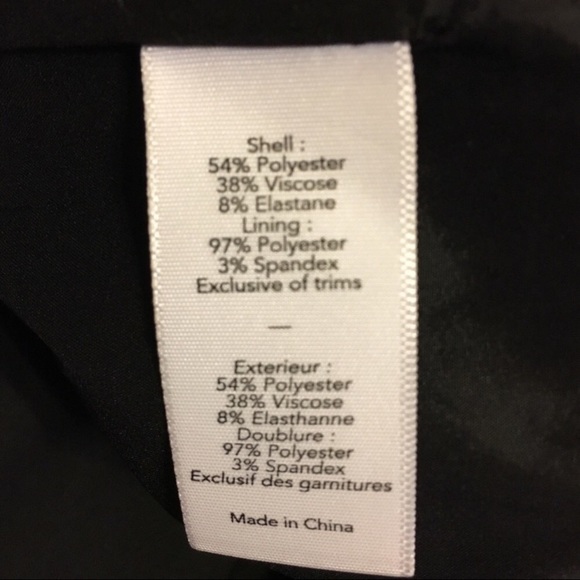 Shell :
54% Polyester
38% Viscose
8% Elastane
Lining :
97% Polyester
3% Spandex
Exclusive of trims
—
Exterieur :
54% Polyester
38% Viscose
8% Elasthanne
Doublure :
97% Polyester
3% Spandex
Exclusif des garnitures
Made in China